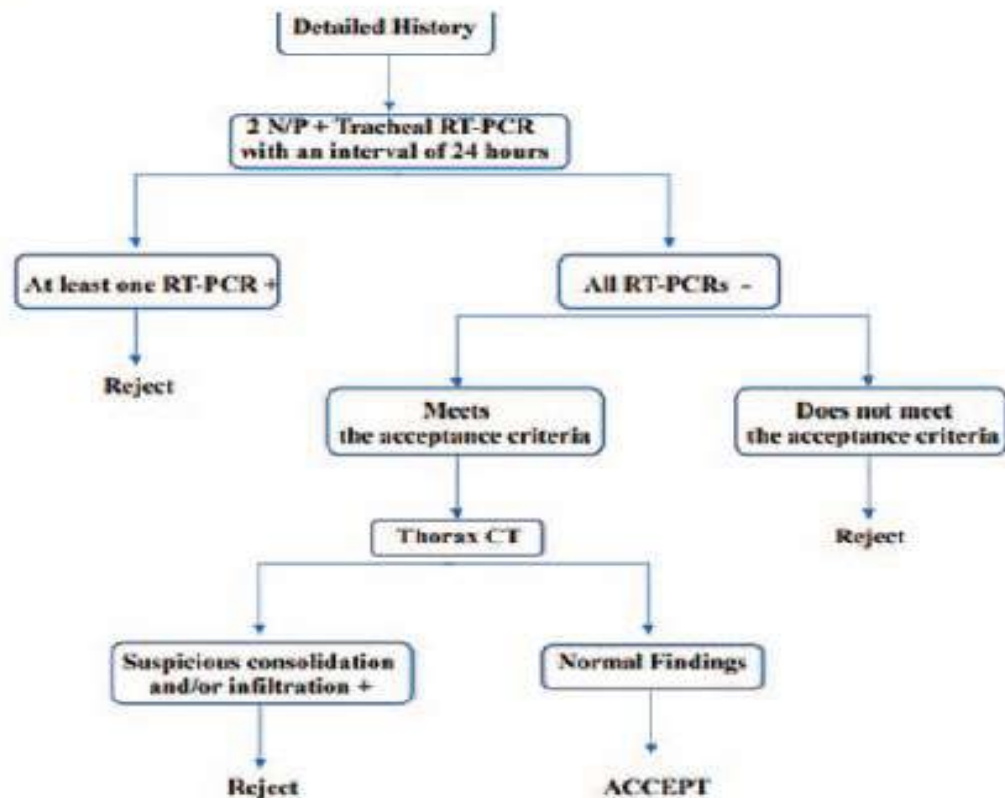 Detailed History
2 N/P + Tracheal RT-PCR
with an interval of 24 hours
At least one RT-PCR +
All RT-PCRs -
Reject
Meets
the acceptance criteria
Does not meet
the acceptance criteria
Thorax CT
Reject
Suspicious consolidation
and/or infiltration +
Normal Findings
Reject
ACCEPT